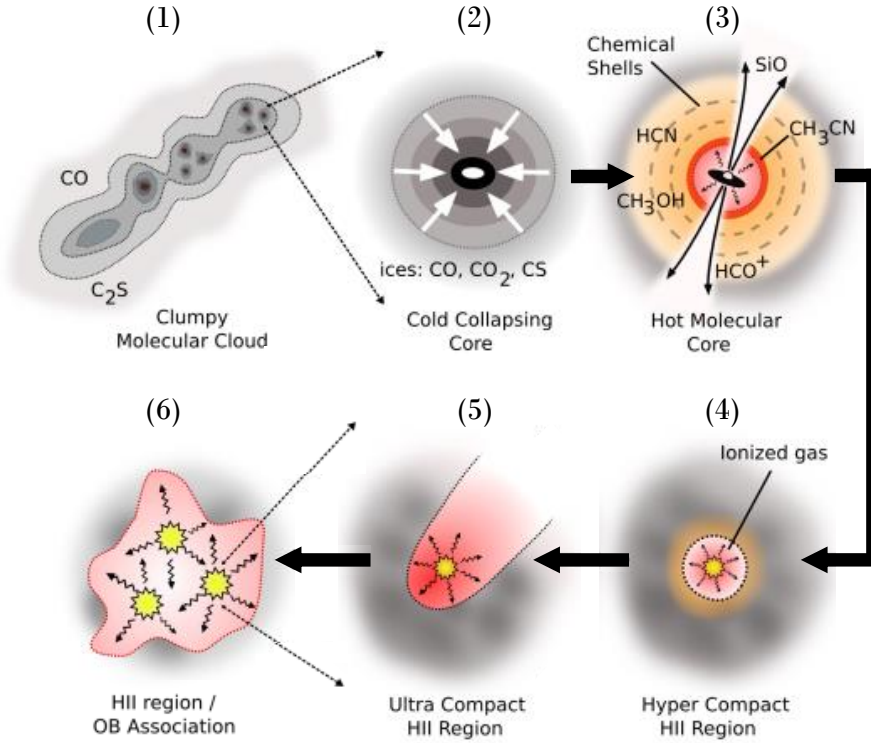 (1)
(2)
(3)
CO
C₂S
Clumpy
Molecular Cloud
ices: CO, CO₂, CS
Cold Collapsing
Core
Chemical
Shells
SiO
HCN
CH₃CN
CH₃OH
HCO⁺
Hot Molecular
Core
(6)
(5)
(4)
Ionized gas
HII region /
OB Association
Ultra Compact
HII Region
Hyper Compact
HII Region